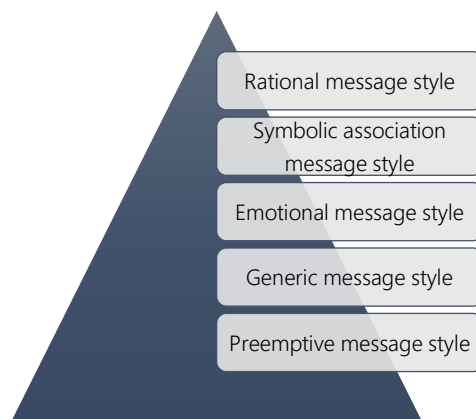 Rational message style
Symbolic association
message style
Emotional message style
Generic message style
Preemptive message style